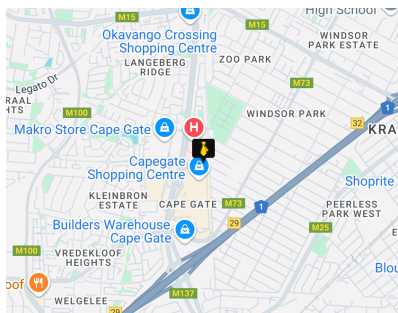 High School
M15
M15
Okavango Crossing
Shopping Centre
WINDSOR
PARK ESTATE
LANGEBERG
RIDGE
ZOO PARK
Legato Dr
M73
RAAL
HTS
M100
WINDSOR PARK
1
Makro Store Cape Gate
H
32
KRA
Capegate
Shopping Centre
Shoprite
KLEINBRON
ESTATE
CAPE GATE
M73
1
PEERLESS
PARK WEST
Builders Warehouse
Cape Gate
29
M25
E
M100
VREDEKLOOF
HEIGHTS
Blou
oof
M137
WELGELEE
29